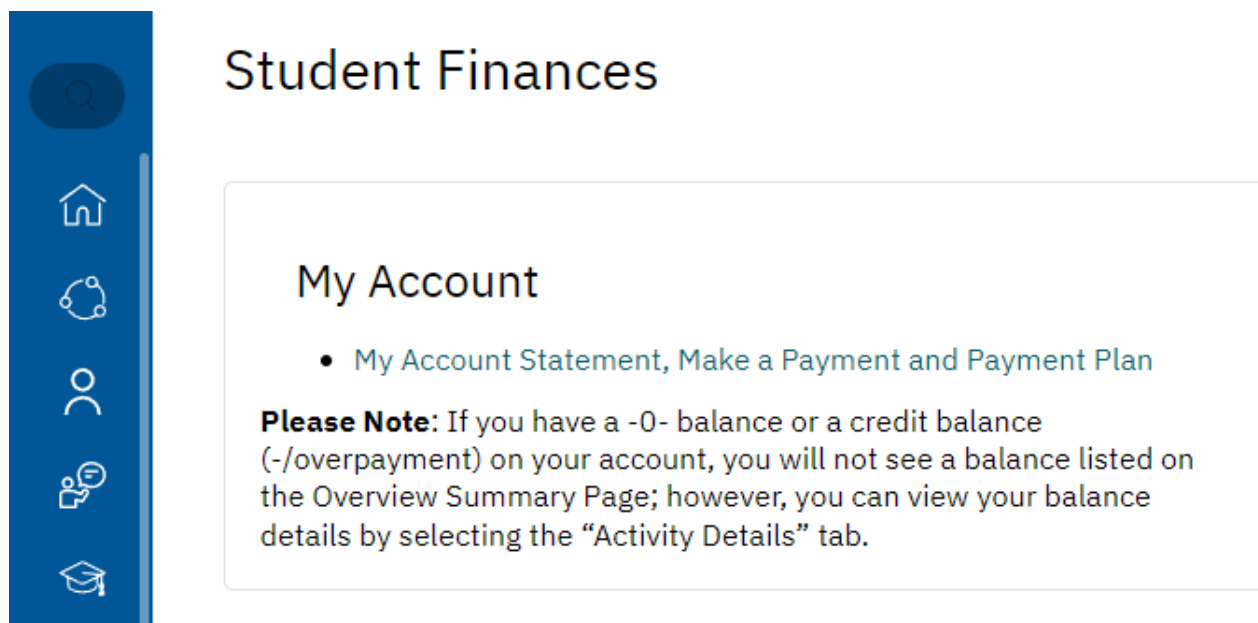 Student Finances
My Account
• My Account Statement, Make a Payment and Payment Plan
Please Note: If you have a -0- balance or a credit balance
(-/overpayment) on your account, you will not see a balance listed on
the Overview Summary Page; however, you can view your balance
details by selecting the “Activity Details” tab.